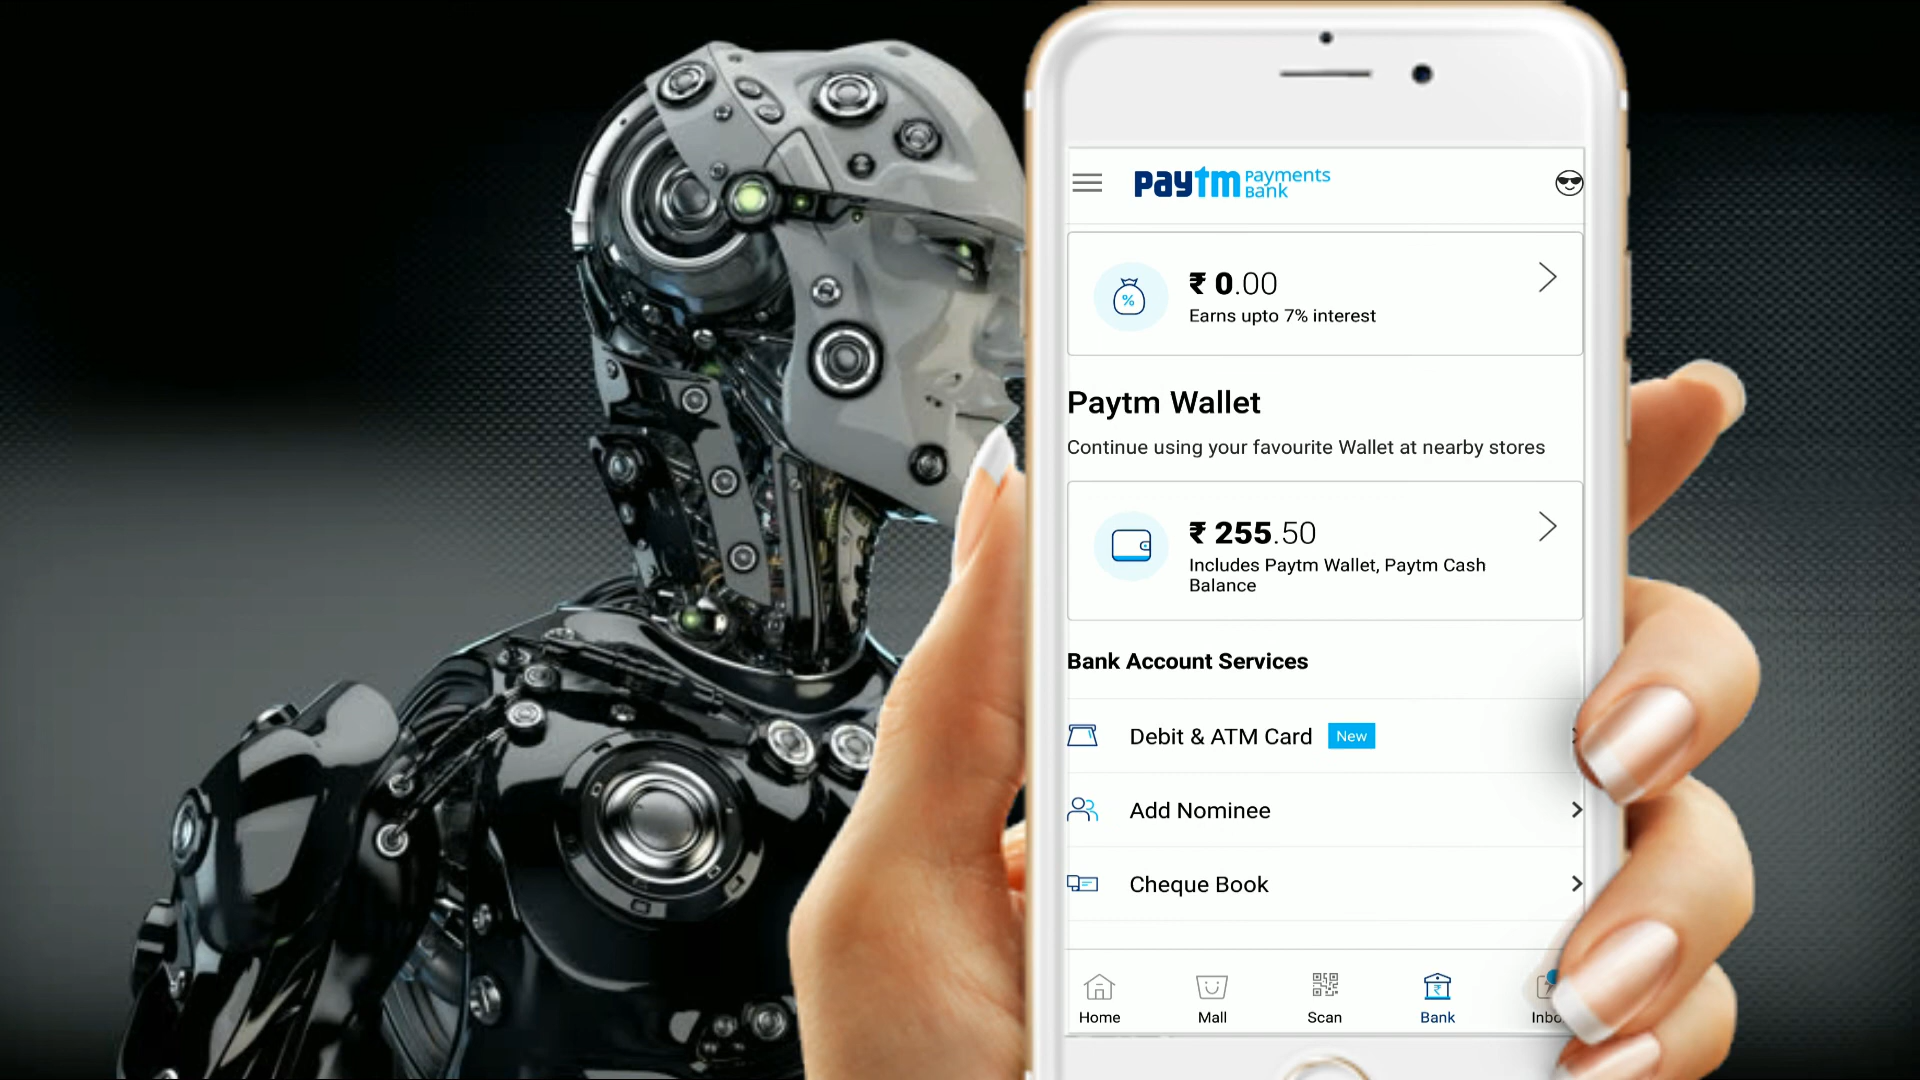 paytm Payments Bank
₹ 0.00
Earns upto 7% interest
Paytm Wallet
Continue using your favourite Wallet at nearby stores
₹ 255.50
Includes Paytm Wallet, Paytm Cash
Balance
Bank Account Services
Debit & ATM Card New
Add Nominee
Cheque Book
Home Mall Scan Bank